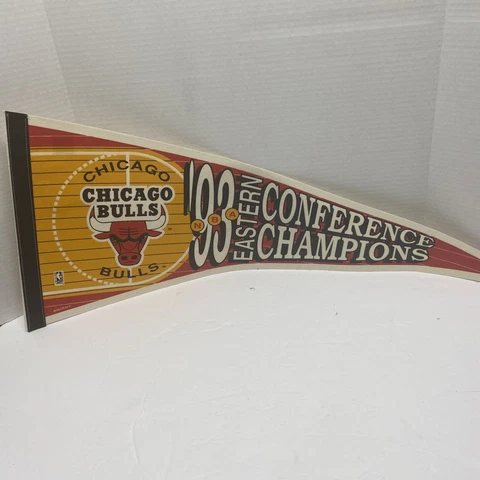 CHICAGO
CHICAGO
BULLS
BULLS
'93
NBA
EASTERN
CONFERENCE
CHAMPIONS